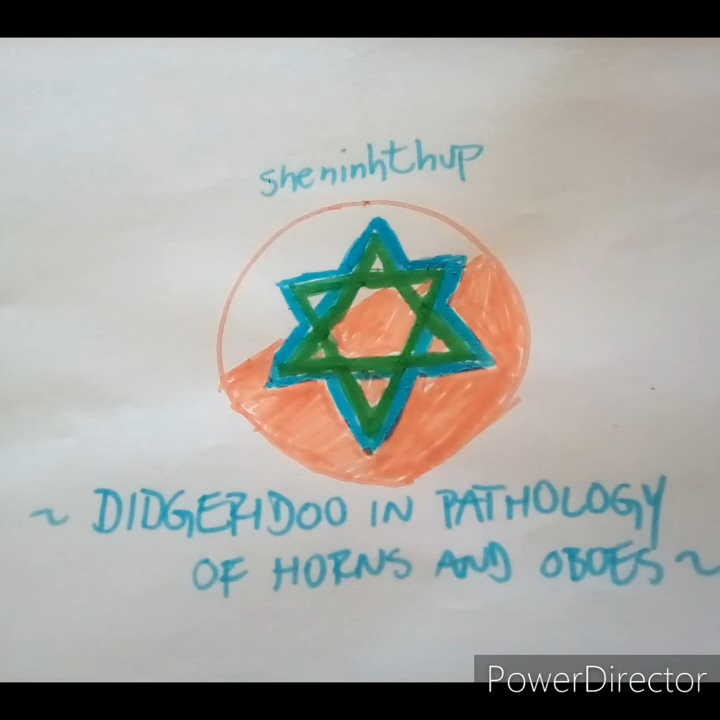 sheninhthup
~ DIDGERIDOO IN PATHOLOGY
OF HORNS AND OBOES ~
PowerDirector